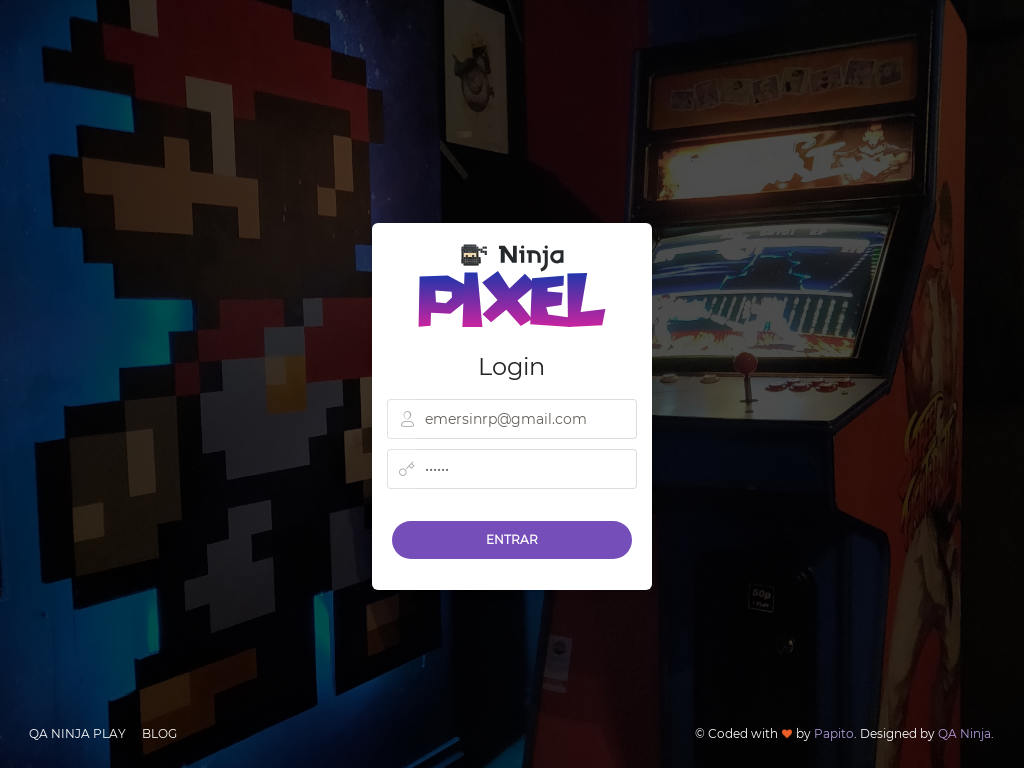 Ninja
PIXEL
Login
emersinrp@gmail.com
••••••
ENTRAR
50p
QA NINJA PLAY BLOG
© Coded with ❤ by Papito. Designed by QA Ninja.